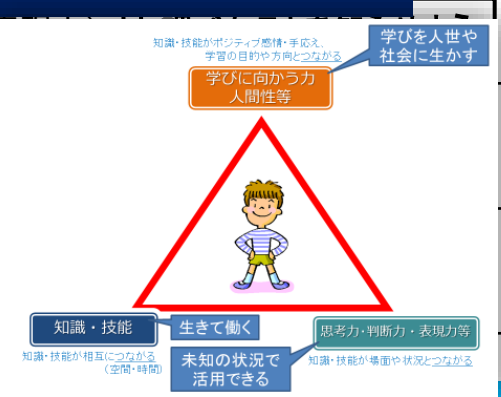 知識・技能がポジティブ感情・手応え、
学習の目的や方向とつながる
学びを人世や
社会に生かす
学びに向かう力
人間性等
知識・技能
生きて働く
思考力・判断力・表現力等
知識・技能が相互につながる
（空間・時間）
未知の状況で
活用できる
知識・技能が場面や状況とつながる